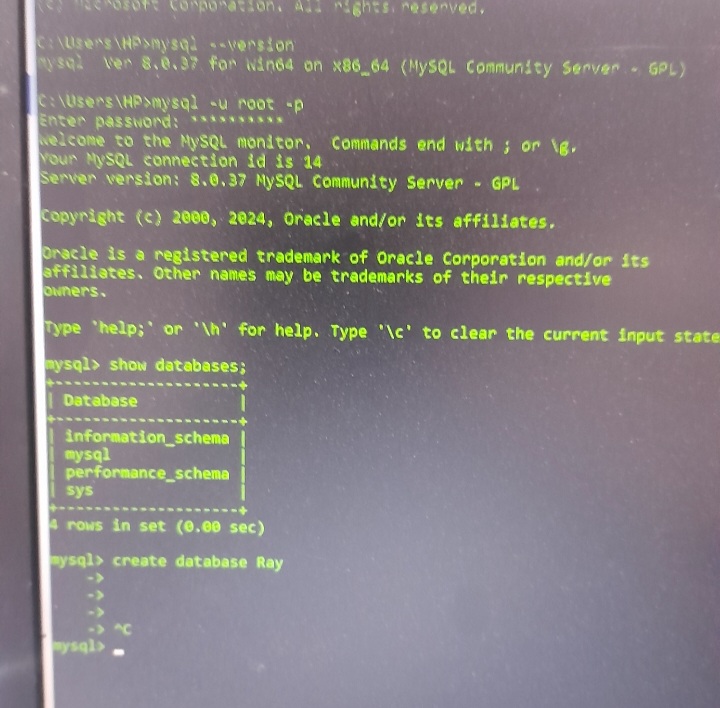 (c) Microsoft Corporation. All rights reserved.
C:\Users\HP>mysql --version
mysql  Ver 8.0.37 for Win64 on x86_64 (MySQL Community Server - GPL)
C:\Users\HP>mysql -u root -p
Enter password: **********
Welcome to the MySQL monitor.  Commands end with ; or \g.
Your MySQL connection id is 14
Server version: 8.0.37 MySQL Community Server - GPL
Copyright (c) 2000, 2024, Oracle and/or its affiliates.
Oracle is a registered trademark of Oracle Corporation and/or its
affiliates. Other names may be trademarks of their respective
owners.
Type 'help;' or '\h' for help. Type '\c' to clear the current input state
mysql> show databases;
+--------------------+
| Database           |
+--------------------+
| information_schema |
| mysql              |
| performance_schema |
| sys                |
+--------------------+
4 rows in set (0.00 sec)
mysql> create database Ray
    ->
    ->
    ->
    -> ^C
mysql> _